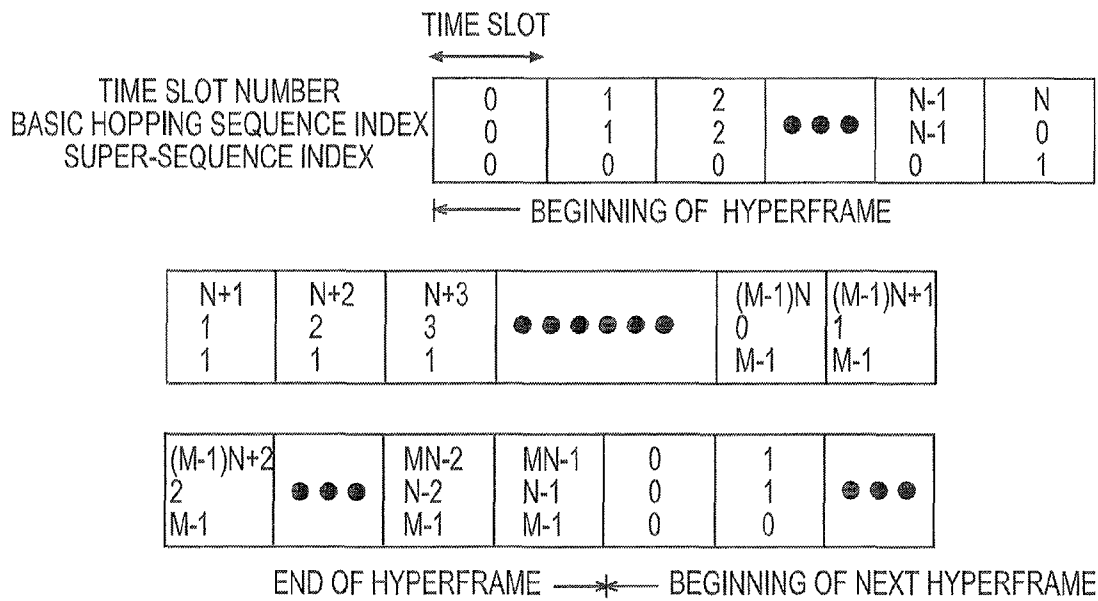 TIME SLOT
TIME SLOT NUMBER 0 1 2 N-1 N
BASIC HOPPING SEQUENCE INDEX 0 1 2 N-1 0
SUPER-SEQUENCE INDEX 0 0 0 0 1
BEGINNING OF HYPERFRAME
N+1 N+2 N+3 (M-1)N (M-1)N+1
1 2 3 0 1
1 1 1 M-1 M-1
(M-1)N+2 MN-2 MN-1 0 1
2 N-2 N-1 0 1
M-1 M-1 M-1 0 0
END OF HYPERFRAME BEGINNING OF NEXT HYPERFRAME